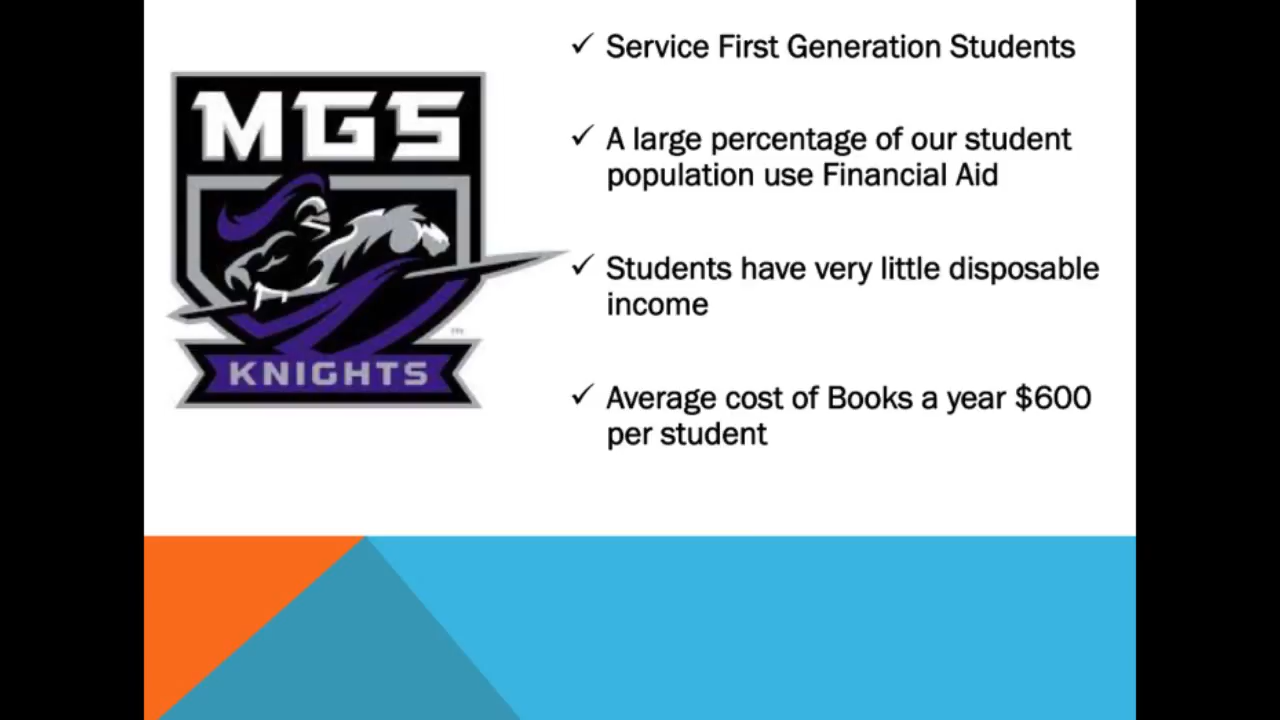 MGS
KNIGHTS
™
✓ Service First Generation Students
✓ A large percentage of our student
population use Financial Aid
✓ Students have very little disposable
income
✓ Average cost of Books a year $600
per student